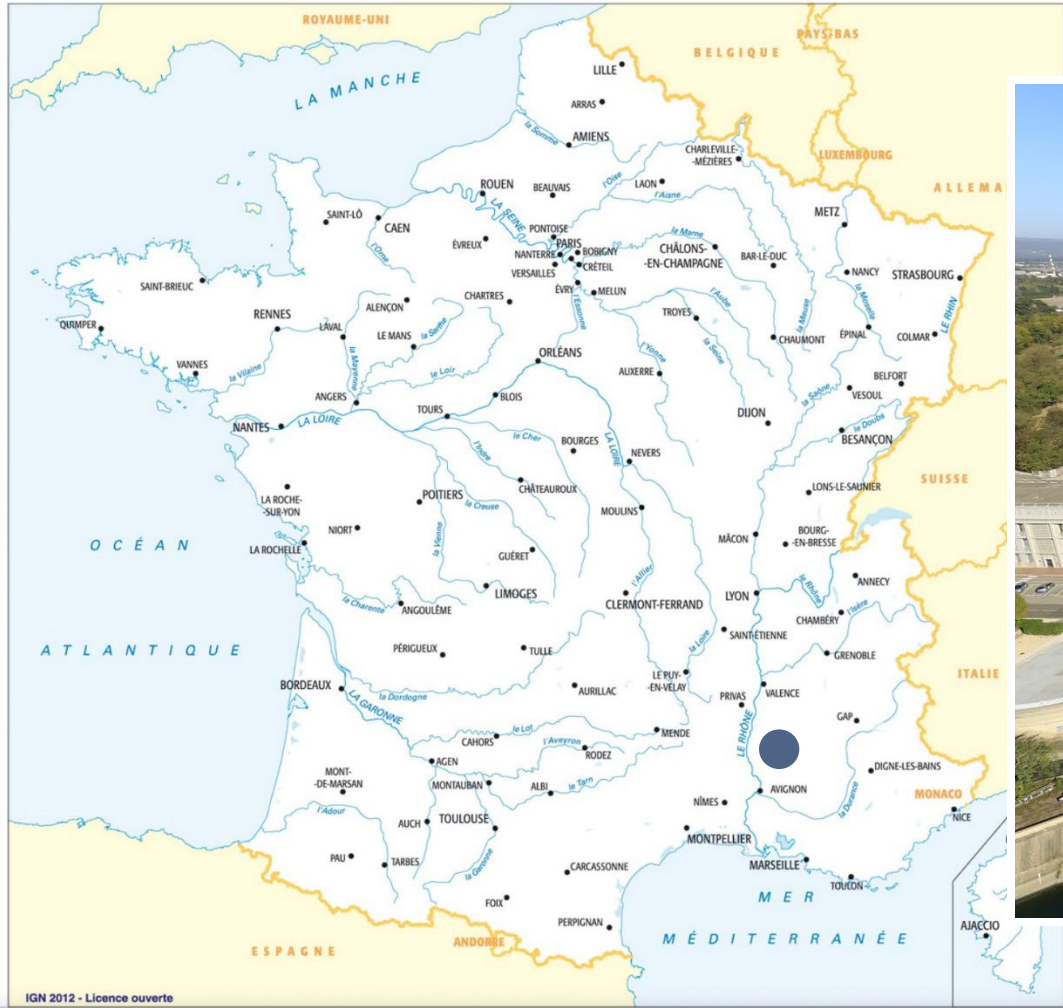 ROYAUME-UNI
PAYS-BAS
BELGIQUE
LILLE
LA MANCHE
ARRAS
la Somme
AMIENS
CHARLEVILLE-
-MÉZIÈRES
LUXEMBOURG
ALLEMA
ROUEN
BEAUVAIS
l'Oise
LAON
l'Aisne
LA SEINE
SAINT-LÔ
CAEN
METZ
l'Orne
ÉVREUX
PONTOISE
PARIS
la Marne
NANTERRE
BOBIGNY
CHÂLONS-
-EN-CHAMPAGNE
BAR-LE-DUC
VERSAILLES
CRÉTEIL
NANCY
STRASBOURG
SAINT-BRIEUC
ÉVRY
MELUN
la Meuse
la Moselle
LE RHIN
ALENÇON
CHARTRES
l'Essonne
l'Aube
TROYES
QUIMPER
RENNES
LAVAL
LE MANS
la Sarthe
la Seine
CHAUMONT
ÉPINAL
COLMAR
VANNES
la Vilaine
la Mayenne
le Loir
ORLÉANS
l'Yonne
AUXERRE
BELFORT
ANGERS
BLOIS
la Saône
VESOUL
NANTES
LA LOIRE
TOURS
le Cher
LA LOIRE
DIJON
le Doubs
BESANÇON
BOURGES
NEVERS
l'Indre
LA ROCHE-
-SUR-YON
POITIERS
CHÂTEAUROUX
LONS-LE-SAUNIER
SUISSE
la Creuse
MOULINS
NIORT
OCÉAN
LA ROCHELLE
la Vienne
GUÉRET
MÂCON
BOURG-
-EN-BRESSE
l'Allier
ANNECY
LIMOGES
la Charente
ANGOULÊME
CLERMONT-FERRAND
LYON
le Rhône
CHAMBÉRY
l'Isère
ATLANTIQUE
PÉRIGUEUX
TULLE
SAINT-ÉTIENNE
la Loire
GRENOBLE
ITALIE
BORDEAUX
la Dordogne
AURILLAC
LE PUY-
-EN-VELAY
PRIVAS
VALENCE
LA GARONNE
GAP
le Lot
MENDE
LE RHÔNE
CAHORS
l'Aveyron
RODEZ
AGEN
MONT-
-DE-MARSAN
MONTAUBAN
ALBI
le Tarn
DIGNE-LES-BAINS
AVIGNON
la Durance
MONACO
l'Adour
NÎMES
NICE
AUCH
TOULOUSE
MONTPELLIER
PAU
TARBES
la Garonne
CARCASSONNE
MARSEILLE
TOULON
FOIX
MER
PERPIGNAN
ESPAGNE
ANDORRE
MÉDITERRANÉE
AJACCIO
IGN 2012 - Licence ouverte